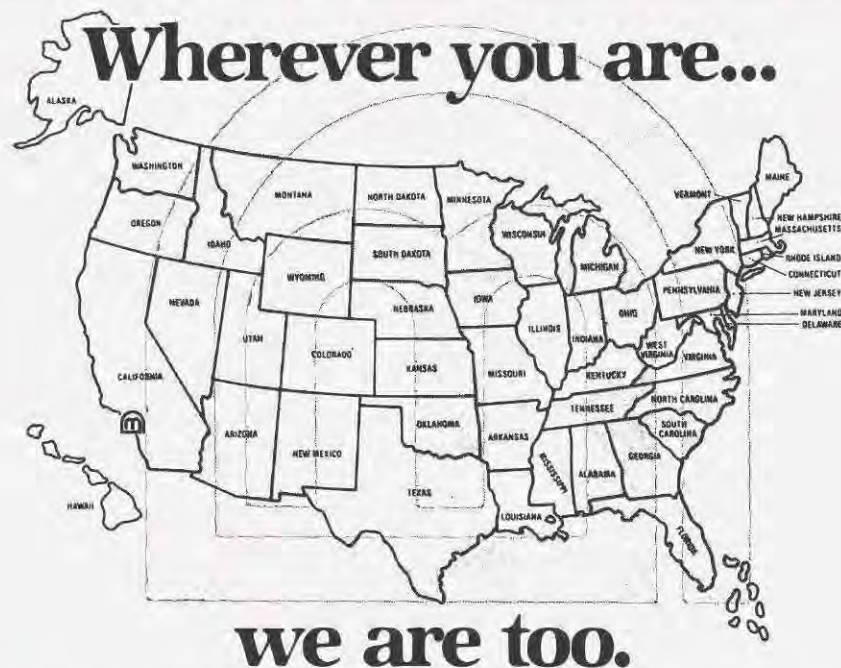 Wherever you are...
ALASKA
WASHINGTON
MONTANA
NORTH DAKOTA
MINNESOTA
VERMONT
MAINE
OREGON
IDAHO
WISCONSIN
NEW HAMPSHIRE
MASSACHUSETTS
SOUTH DAKOTA
MICHIGAN
NEW YORK
RHODE ISLAND
CONNECTICUT
WYOMING
NEVADA
NEBRASKA
IOWA
PENNSYLVANIA
NEW JERSEY
UTAH
ILLINOIS
INDIANA
OHIO
MARYLAND
DELAWARE
COLORADO
KANSAS
MISSOURI
WEST
VIRGINIA
VIRGINIA
CALIFORNIA
KENTUCKY
m
ARIZONA
NEW MEXICO
OKLAHOMA
ARKANSAS
TENNESSEE
NORTH CAROLINA
SOUTH
CAROLINA
MISSISSIPPI
ALABAMA
GEORGIA
TEXAS
HAWAII
LOUISIANA
FLORIDA
we are too.